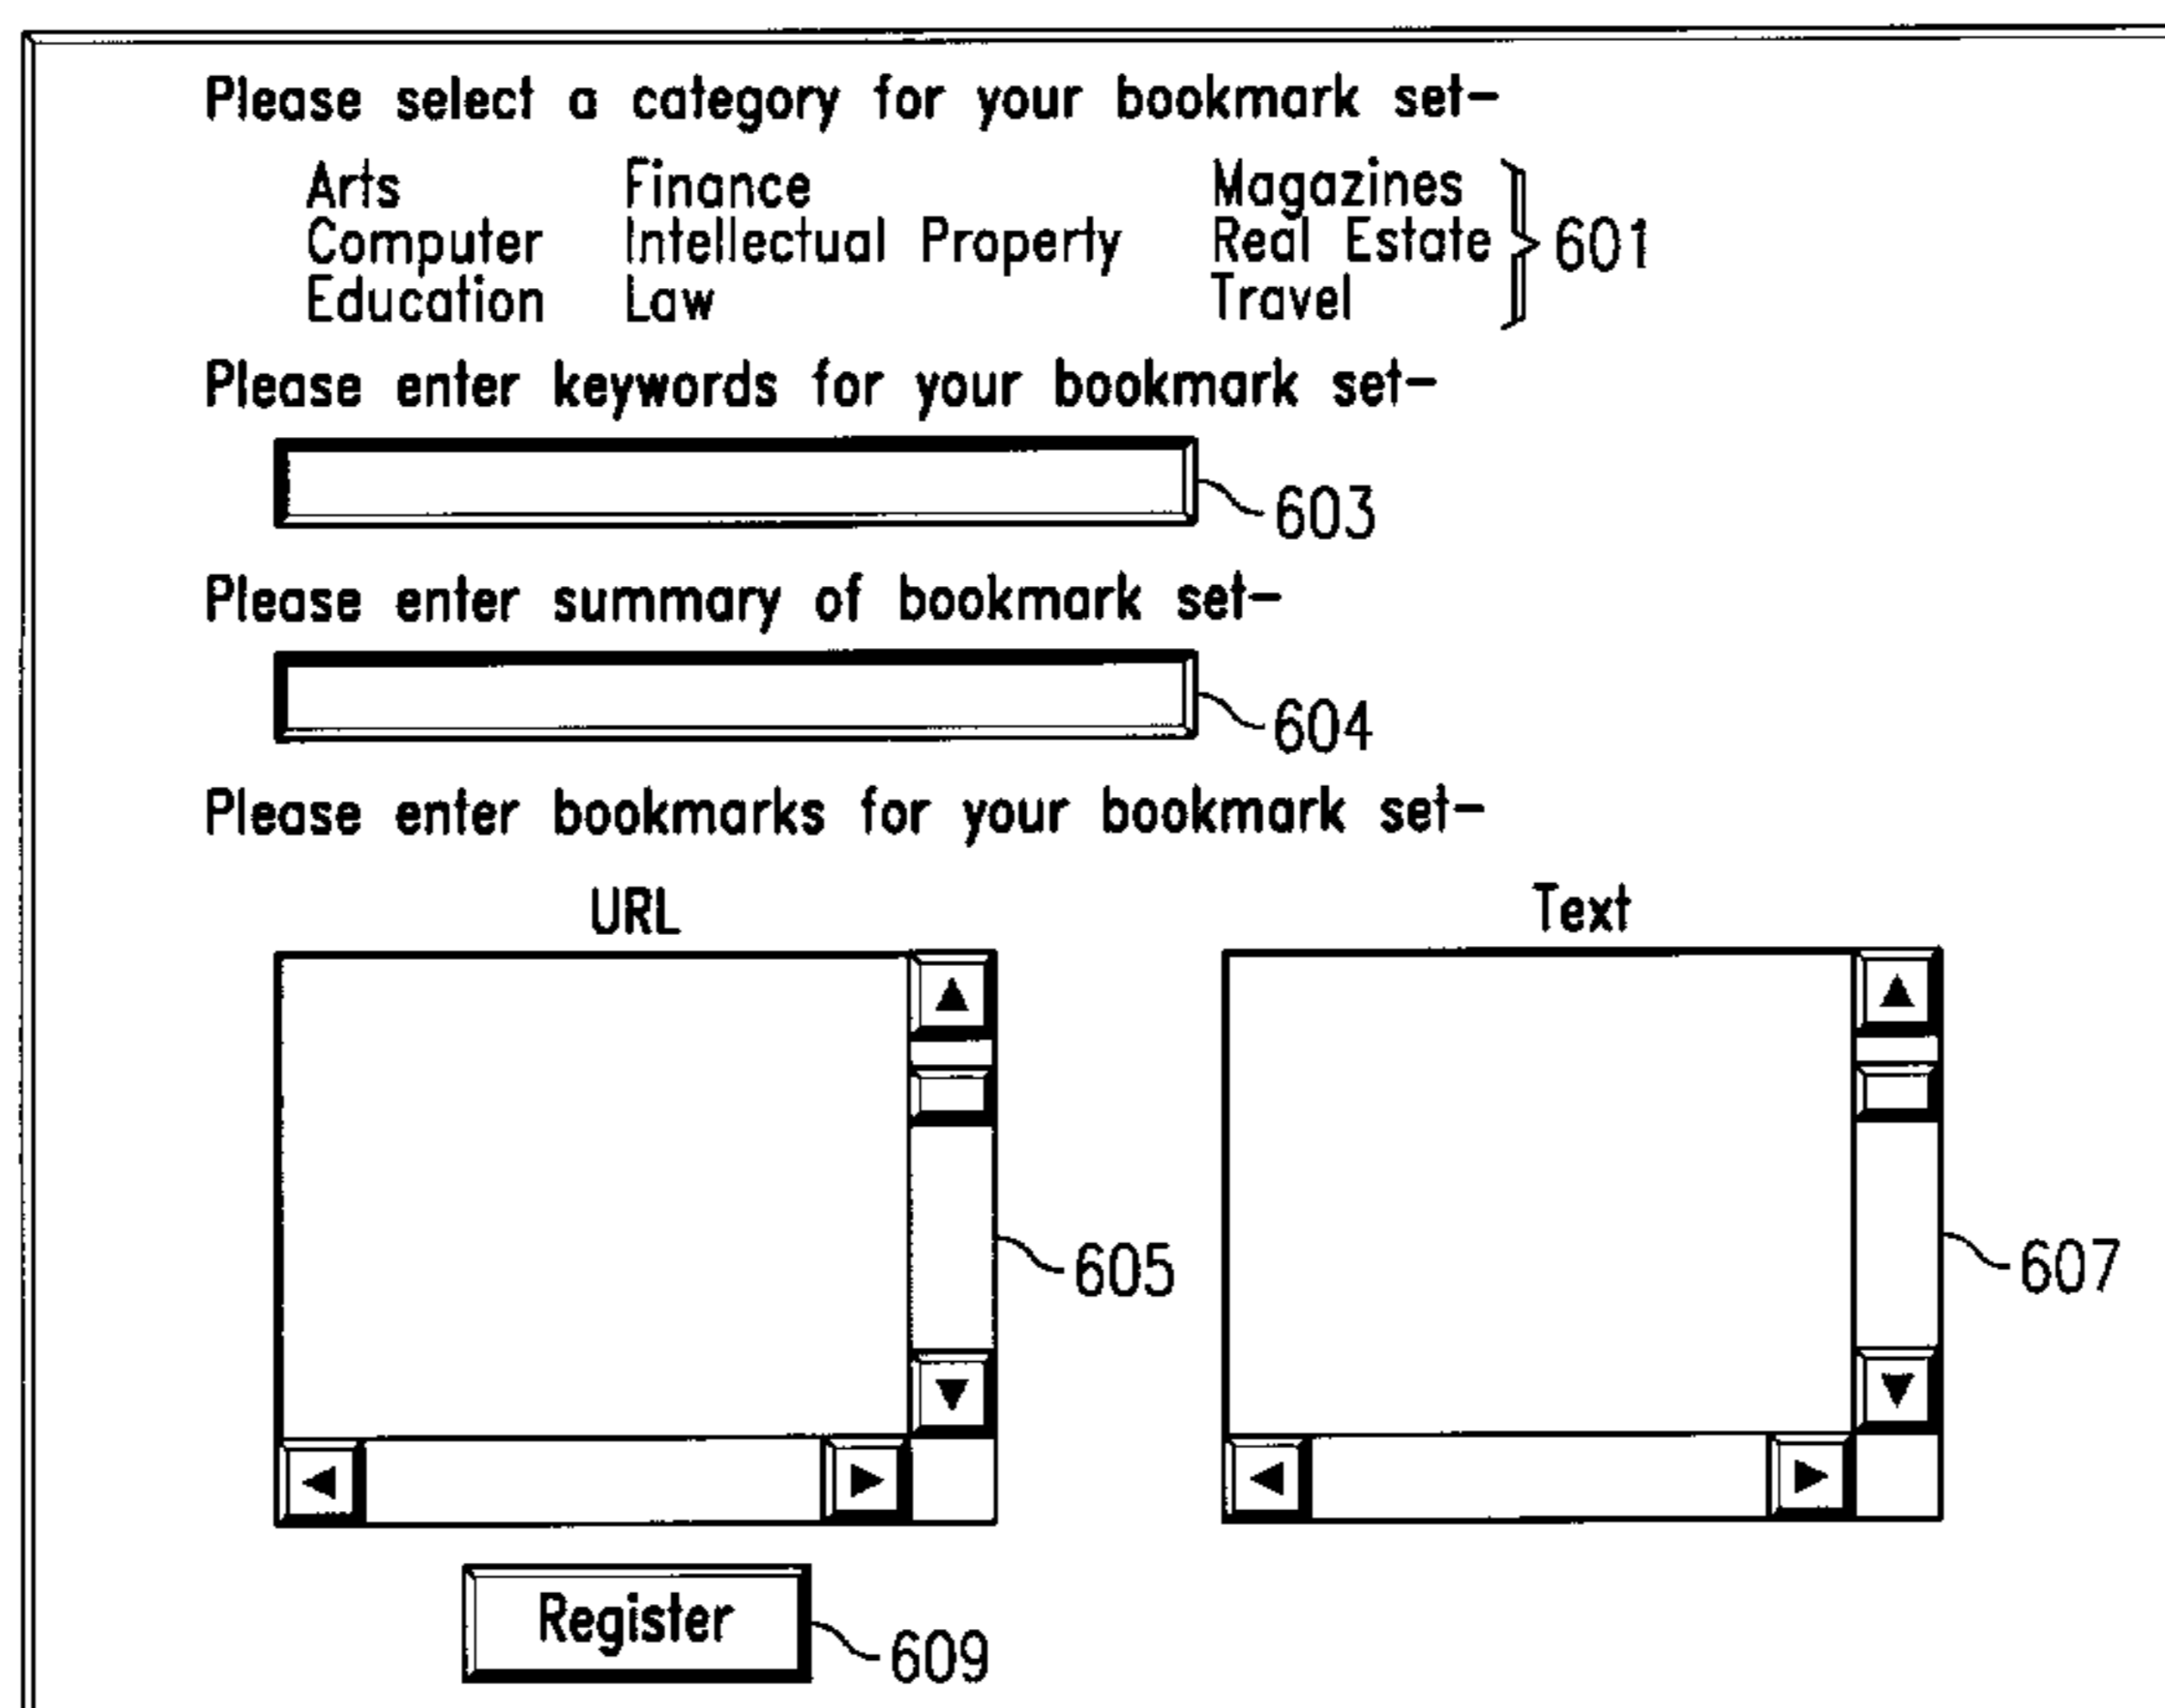 Please select a category for your bookmark set-
Arts Finance Magazines
Computer Intellectual Property Real Estate 601
Education Law Travel
Please enter keywords for your bookmark set-
603
Please enter summary of bookmark set-
604
Please enter bookmarks for your bookmark set-
URL Text
605 607
Register 609